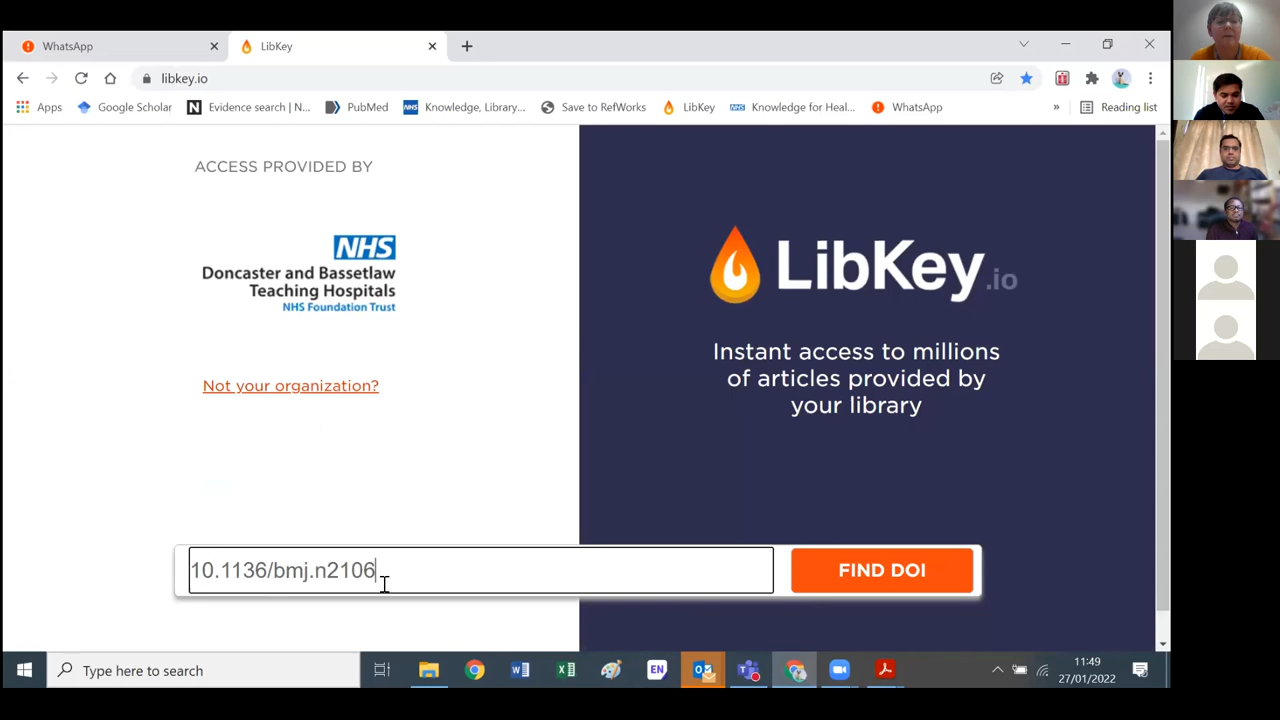 WhatsApp
LibKey
libkey.io
Apps
Google Scholar
Evidence search | N...
PubMed
Knowledge, Library...
Save to RefWorks
LibKey
Knowledge for Heal...
WhatsApp
»
Reading list
ACCESS PROVIDED BY
NHS
Doncaster and Bassetlaw
Teaching Hospitals
NHS Foundation Trust
Not your organization?
LibKey.io
Instant access to millions
of articles provided by
your library
10.1136/bmj.n2106
FIND DOI
Type here to search
EN
11:49
27/01/2022